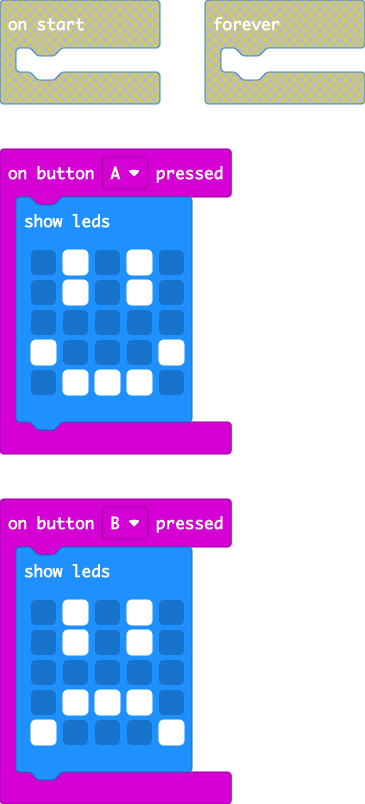 on start
forever
on button A pressed
show leds
on button B pressed
show leds